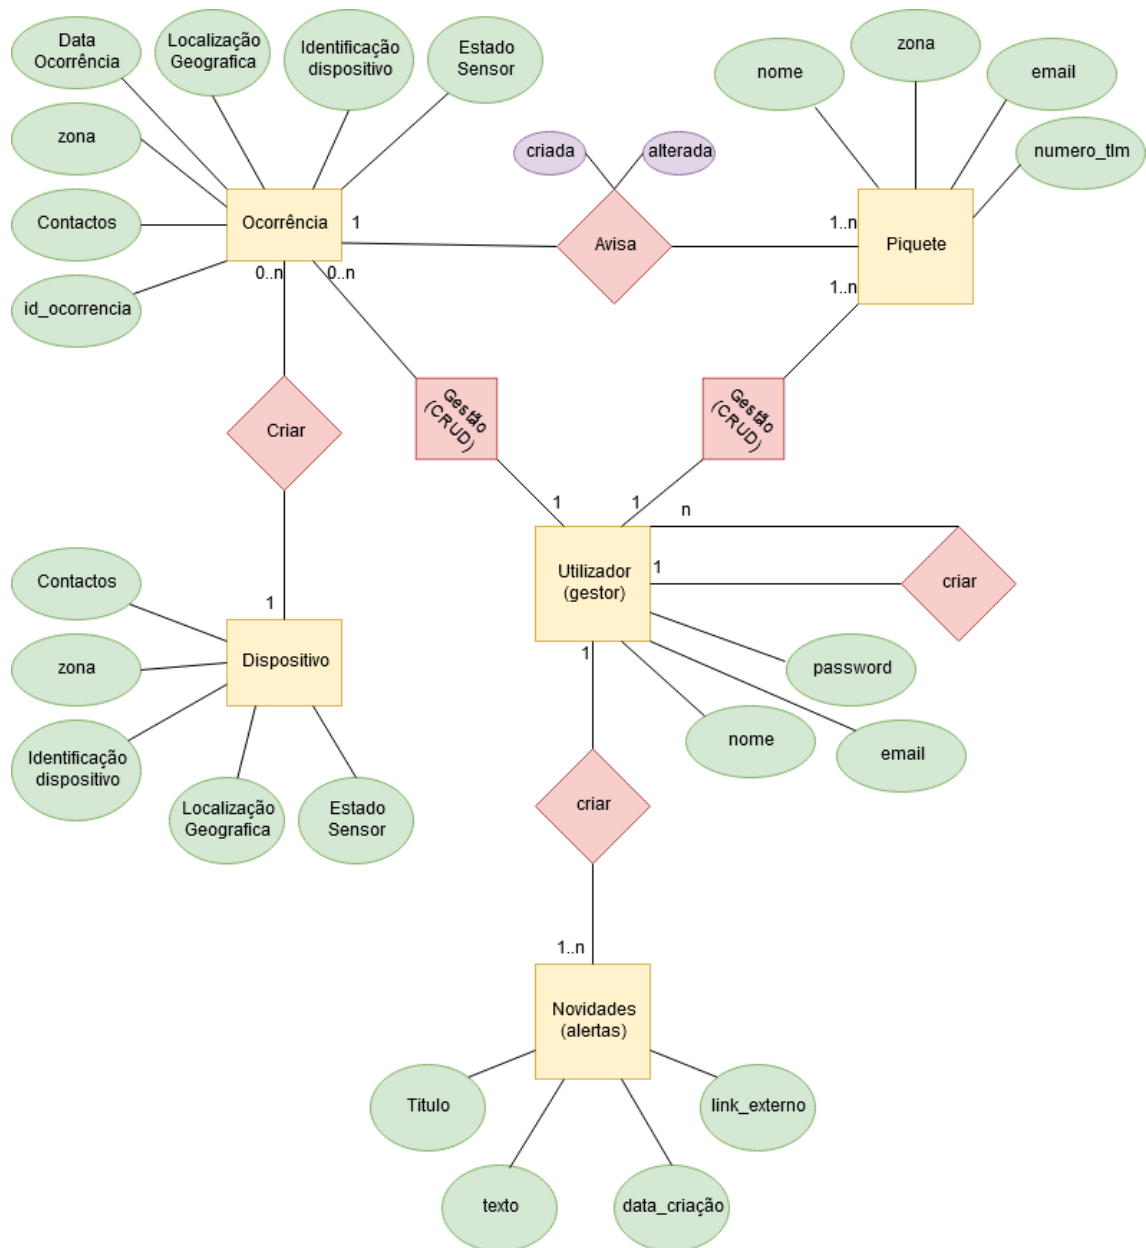 Data
Ocorrência
Localização
Geografica
Identificação
dispositivo
Estado
Sensor
zona
Contactos
id_ocorrencia
Ocorrência
1
0..n
0..n
criada
alterada
Avisa
nome
zona
email
numero_tlm
1..n
Piquete
1..n
Criar
Gestão
(CRUD)
Gestão
(CRUD)
1
1
n
1
Utilizador
(gestor)
criar
1
Contactos
zona
Identificação
dispositivo
1
Dispositivo
Localização
Geografica
Estado
Sensor
password
nome
email
criar
1..n
Novidades
(alertas)
Titulo
texto
data_criação
link_externo